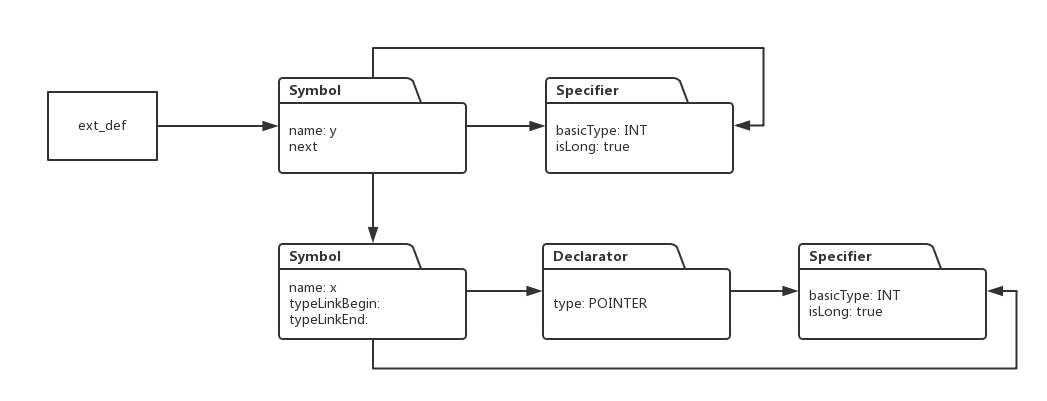 ext_def
Symbol
name: y
next
Specifier
basicType: INT
isLong: true
Symbol
name: x
typeLinkBegin:
typeLinkEnd:
Declarator
type: POINTER
Specifier
basicType: INT
isLong: true